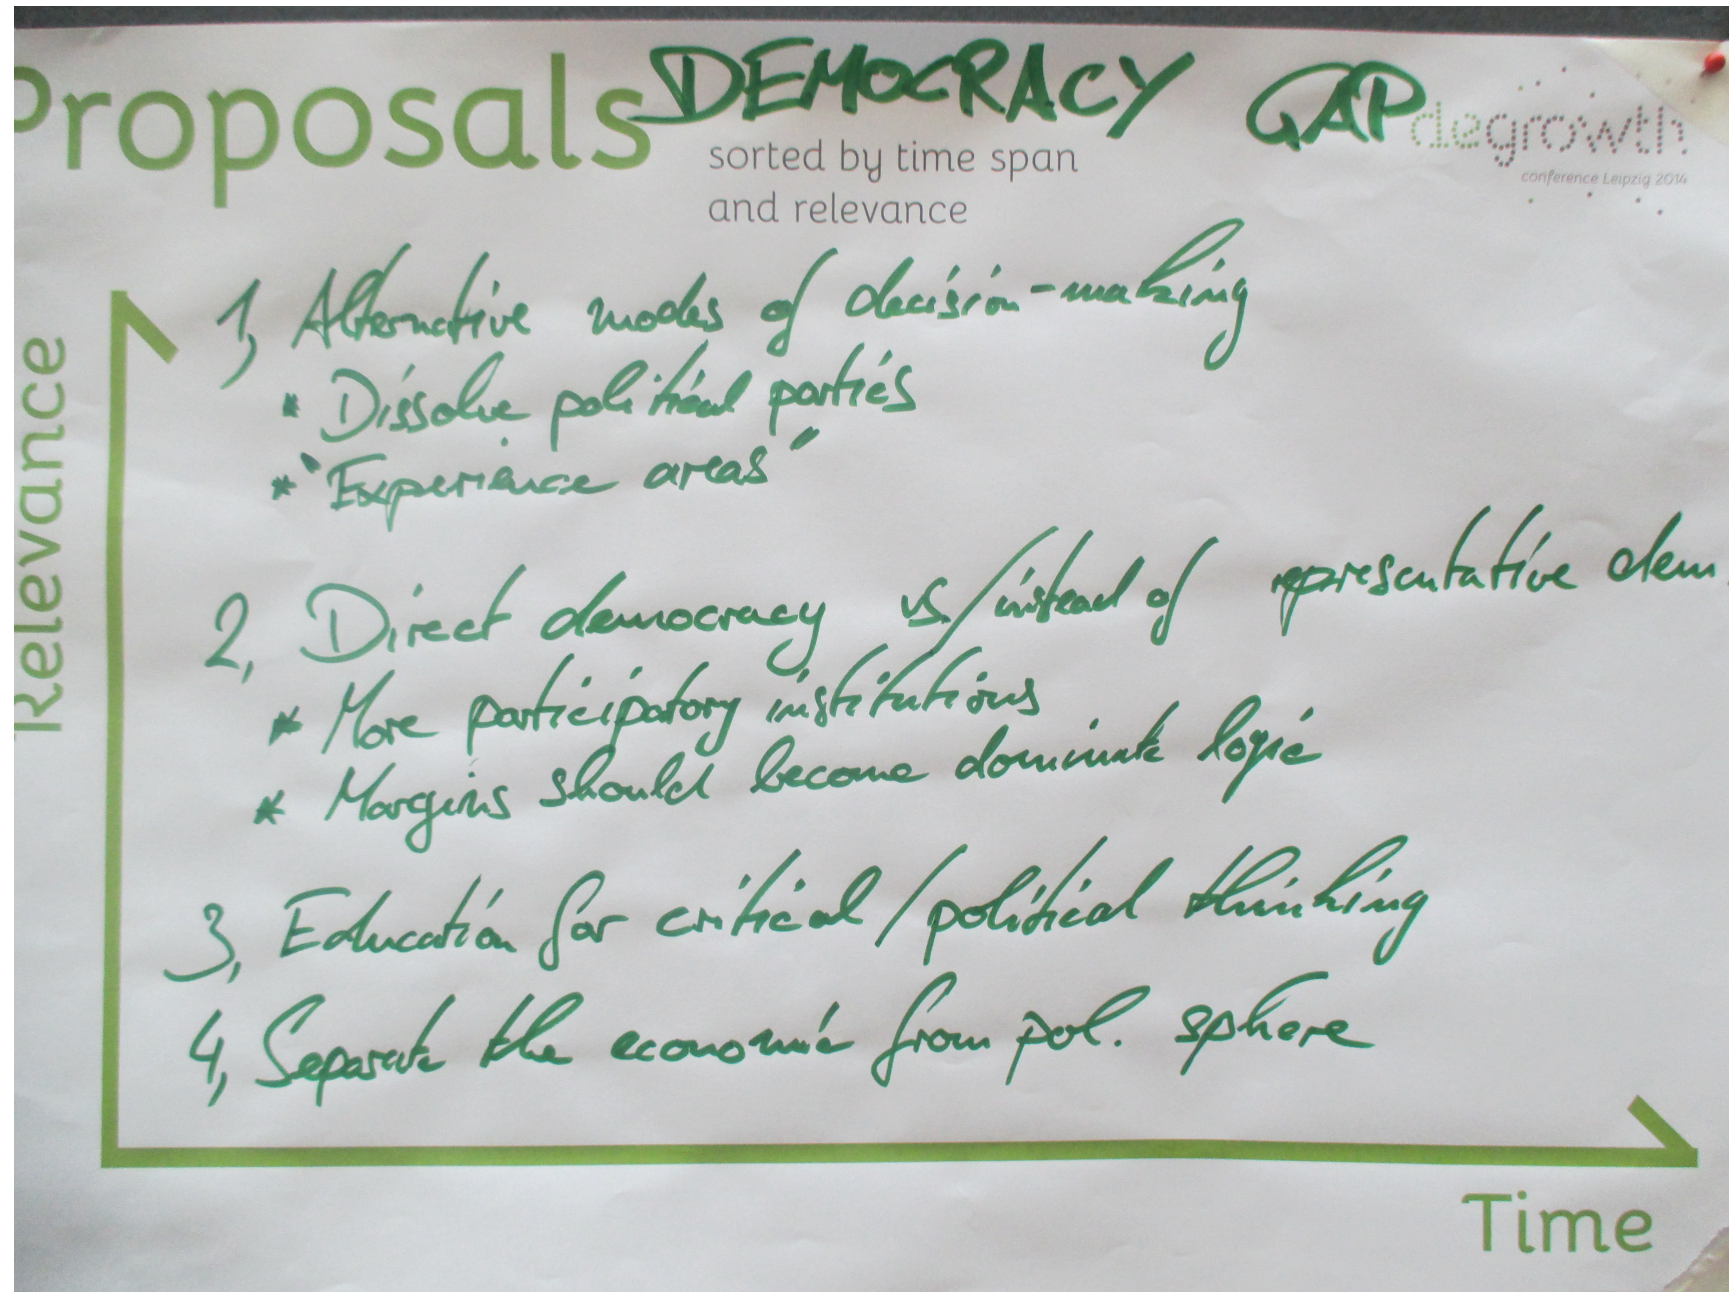 Proposals DEMOCRACY GAP
degrowth
conference Leipzig 2014
sorted by time span
and relevance
Relevance
1, Alternative modes of decision-making
* Dissolve political parties
* "Experience areas"
2, Direct democracy vs./instead of representative dem.
* More participatory institutions
* Margins should become dominate logic
3, Education for critical/political thinking
4, Separate the economic from pol. sphere
Time